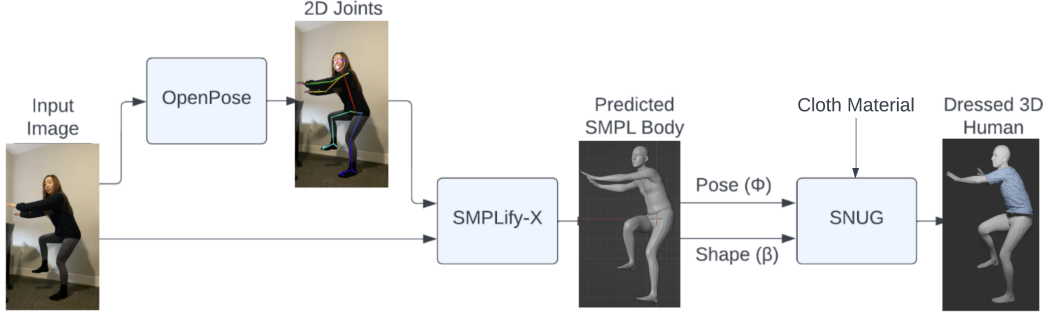 2D Joints
OpenPose
Input
Image
Predicted
SMPL Body
Cloth Material
Dressed 3D
Human
Pose (Φ)
SMPLify-X
SNUG
Shape (β)